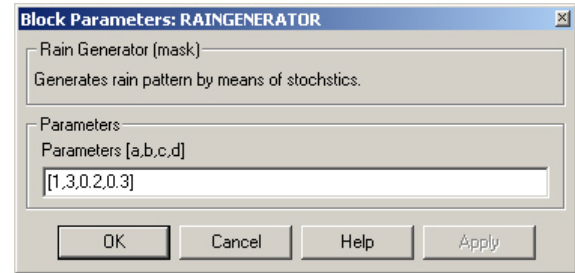 Block Parameters: RAINGENERATOR
Rain Generator (mask)
Generates rain pattern by means of stochstics.
Parameters
Parameters [a,b,c,d]
[1,3,0.2,0.3]
OK Cancel Help Apply